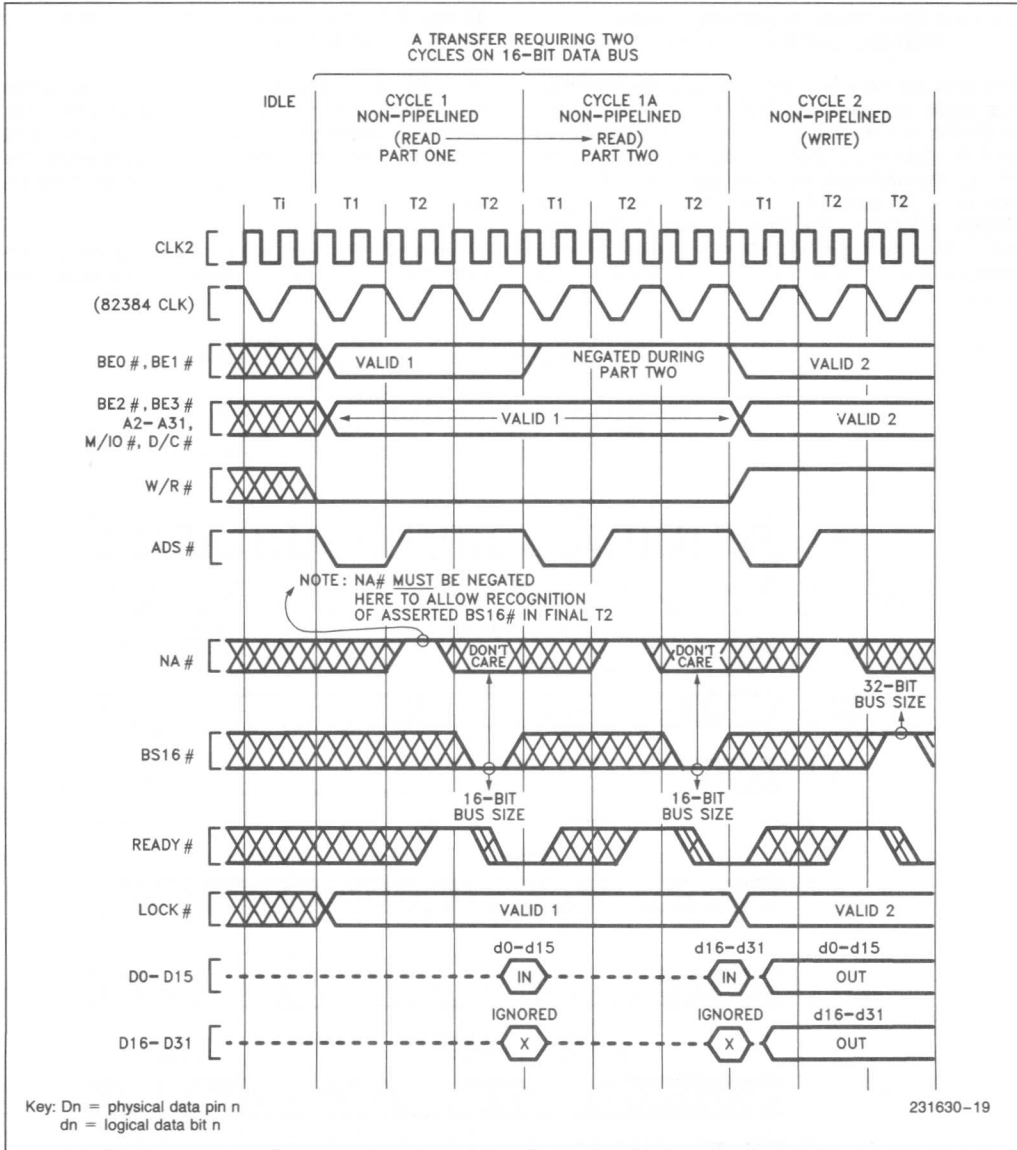 A TRANSFER REQUIRING TWO
CYCLES ON 16-BIT DATA BUS
IDLE
CYCLE 1
NON-PIPELINED
(READ
PART ONE
CYCLE 1A
NON-PIPELINED
READ)
PART TWO
CYCLE 2
NON-PIPELINED
(WRITE)
Ti T1 T2 T2 T1 T2 T2 T1 T2 T2
CLK2
(82384 CLK)
BE0 #, BE1 #
VALID 1
NEGATED DURING
PART TWO
VALID 2
BE2 #, BE3 #
A2-A31,
M/IO #, D/C #
VALID 1
VALID 2
W/R #
ADS #
NOTE: NA# MUST BE NEGATED
HERE TO ALLOW RECOGNITION
OF ASSERTED BS16# IN FINAL T2
NA #
DON'T
CARE
DON'T
CARE
32-BIT
BUS SIZE
BS16 #
16-BIT
BUS SIZE
16-BIT
BUS SIZE
READY #
LOCK #
VALID 1
VALID 2
d0-d15 d16-d31 d0-d15
D0-D15
IN IN OUT
IGNORED IGNORED d16-d31
D16-D31
X X OUT
Key: Dn = physical data pin n
dn = logical data bit n
231630-19